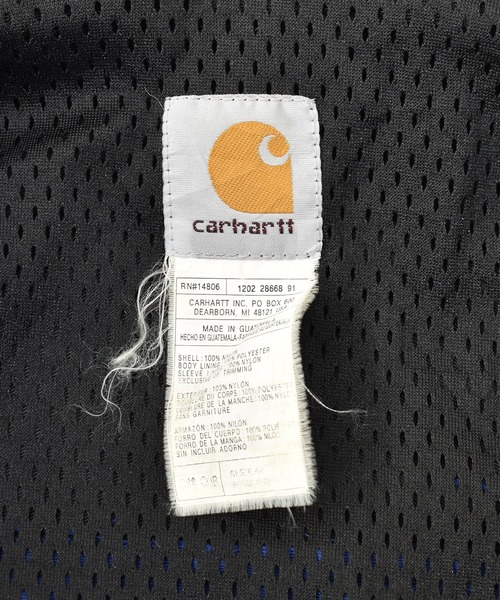 carhartt
RN#14806 1202 28668 91
CARHARTT INC. PO BOX 600
DEARBORN, MI 48121 USA
MADE IN
HECHO EN GUATEMALA-
SHELL: 100% NYLON
BODY LINING: 100% POLYESTER
SLEEVE LINING: 100% NYLON
EXCLUSIVE TRIMMING
EXTERIEUR: 100% NYLON
DOUBLURE DU CORPS: 100% POLYESTER
DOUBLURE DE LA MANCHE: 100% NYLON
SANS GARNITURE
ARMAZON: 100% NILON
FORRO DEL CUERPO: 100%
FORRO DE LA MANGA: 100% NILON
SIN INCLUIR ADORNO
REGULAR